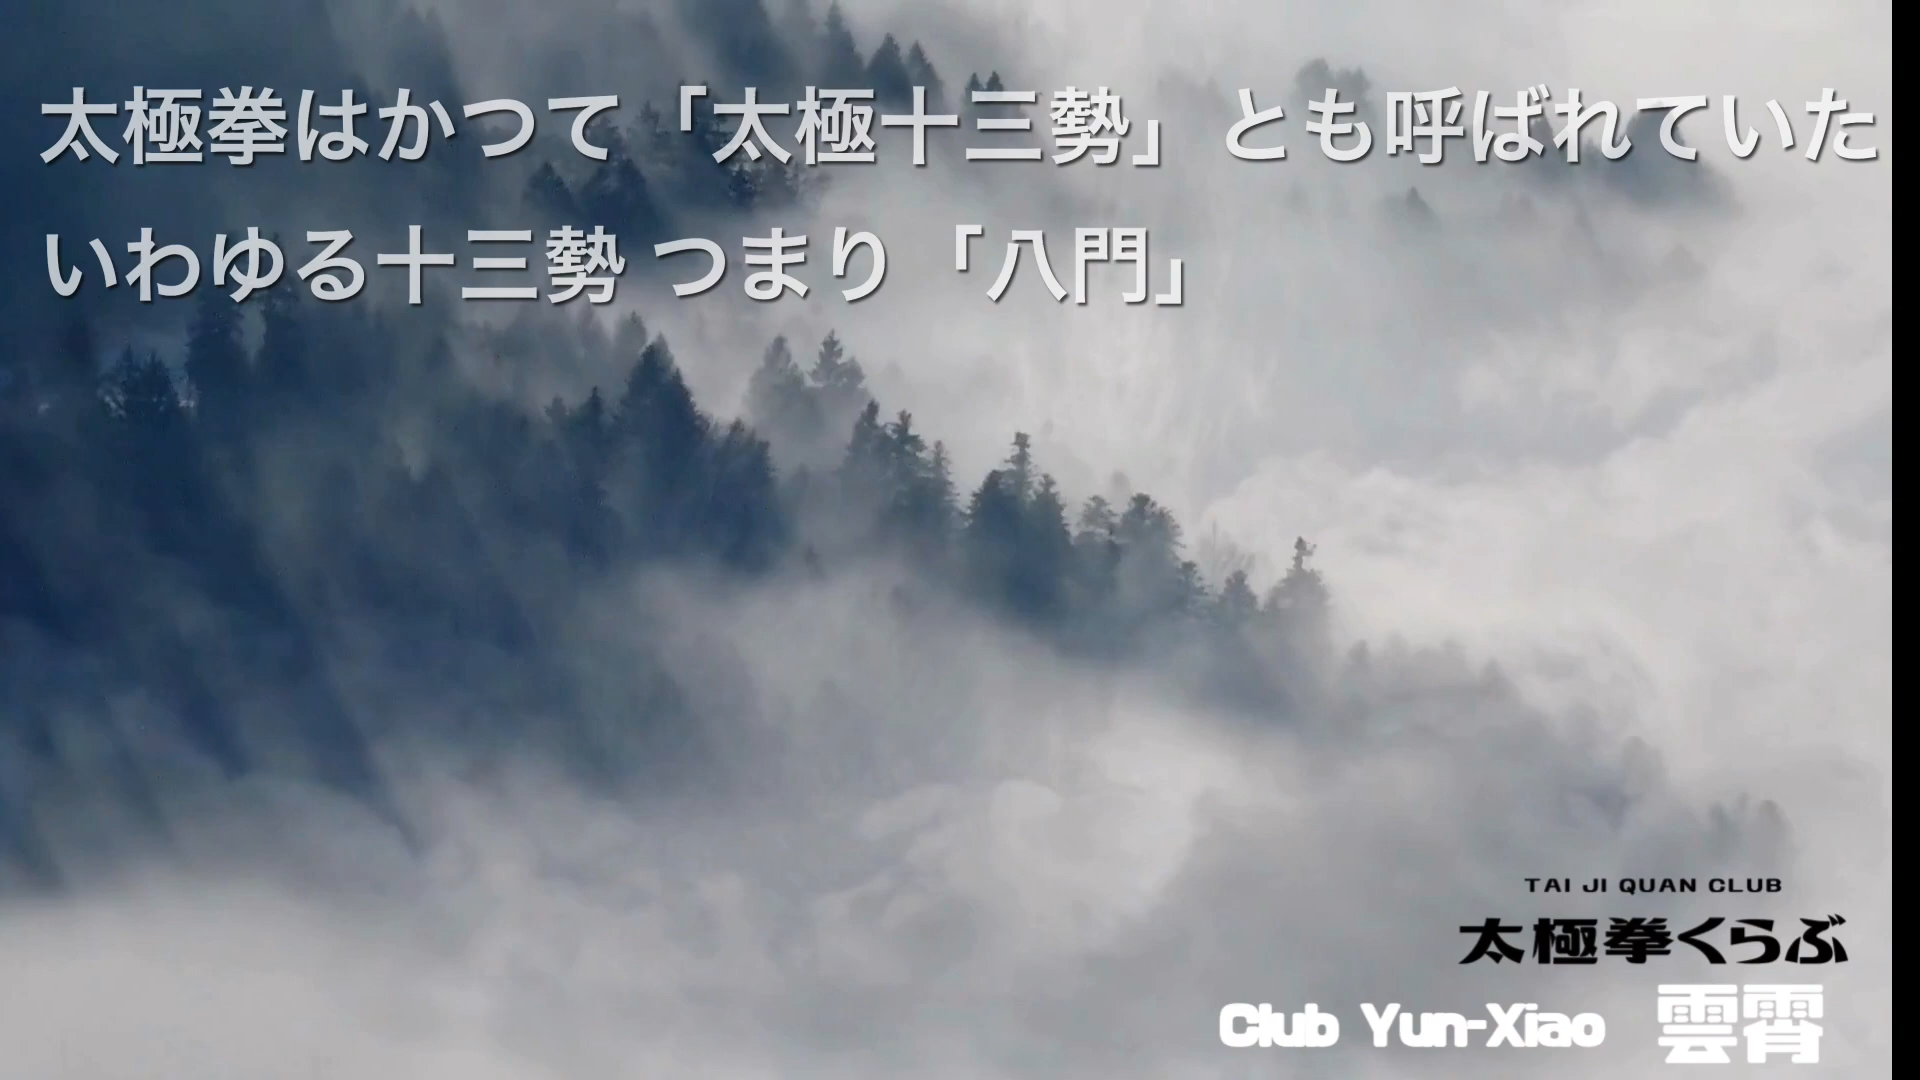 太極拳はかつて「太極十三勢」とも呼ばれていた
いわゆる十三勢 つまり「八門」
TAI JI QUAN CLUB
太極拳くらぶ
Club Yun-Xiao 雲霄